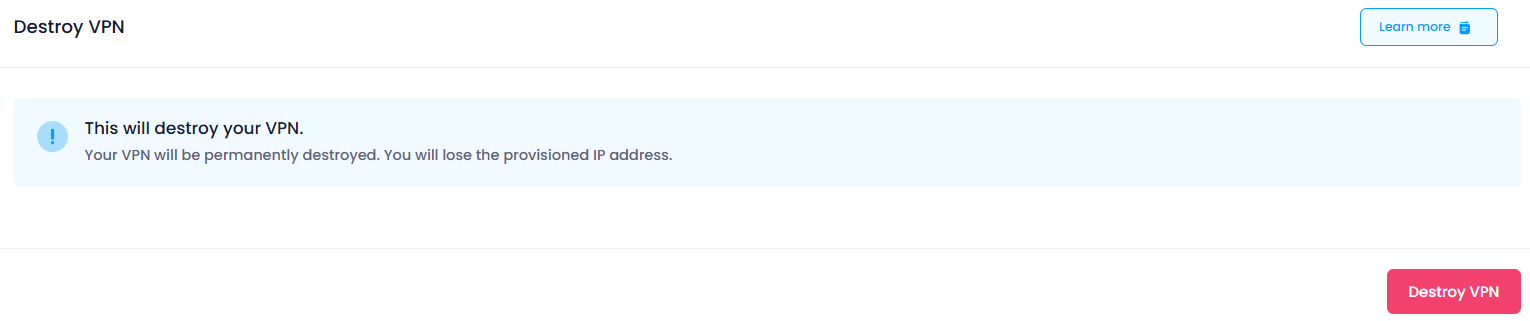 Destroy VPN
Learn more
This will destroy your VPN.
Your VPN will be permanently destroyed. You will lose the provisioned IP address.
Destroy VPN